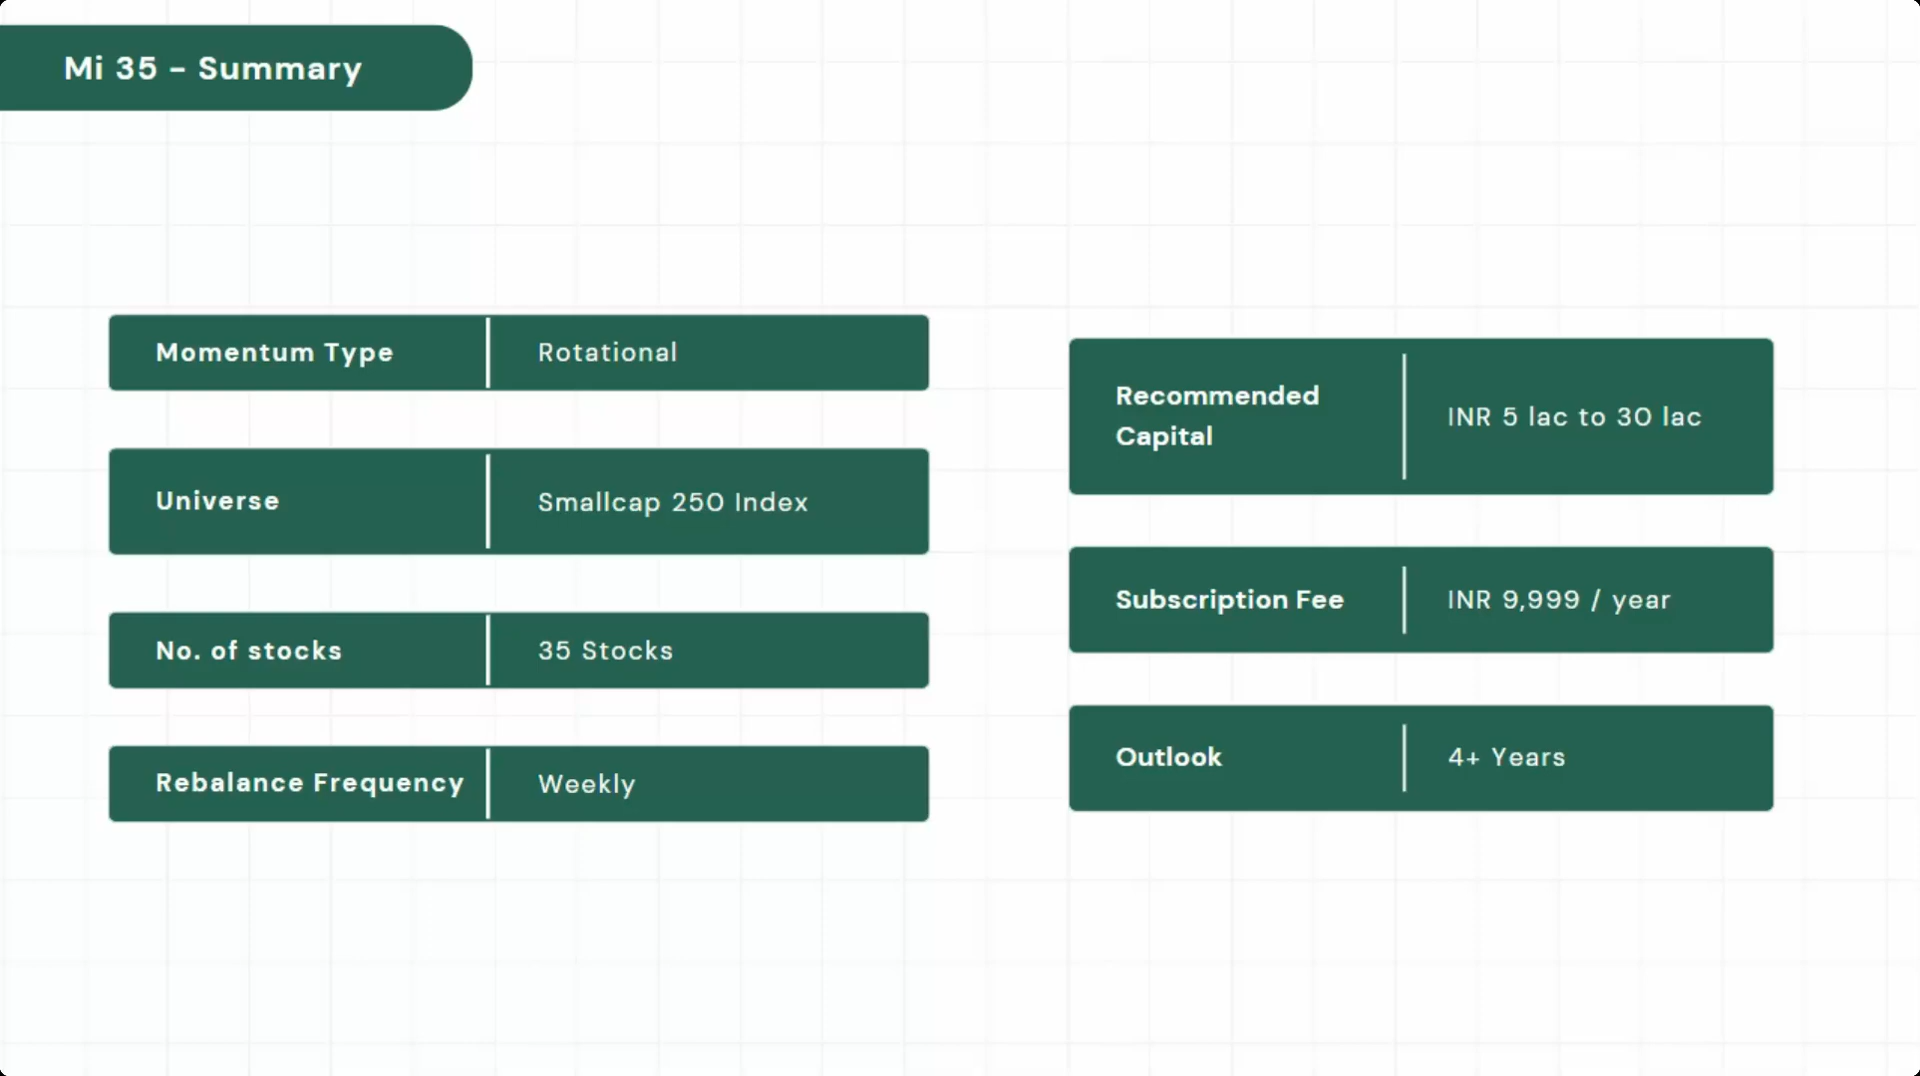 Mi 35 - Summary
Momentum Type
Rotational
Universe
Smallcap 250 Index
No. of stocks
35 Stocks
Rebalance Frequency
Weekly
Recommended
Capital
INR 5 lac to 30 lac
Subscription Fee
INR 9,999 / year
Outlook
4+ Years